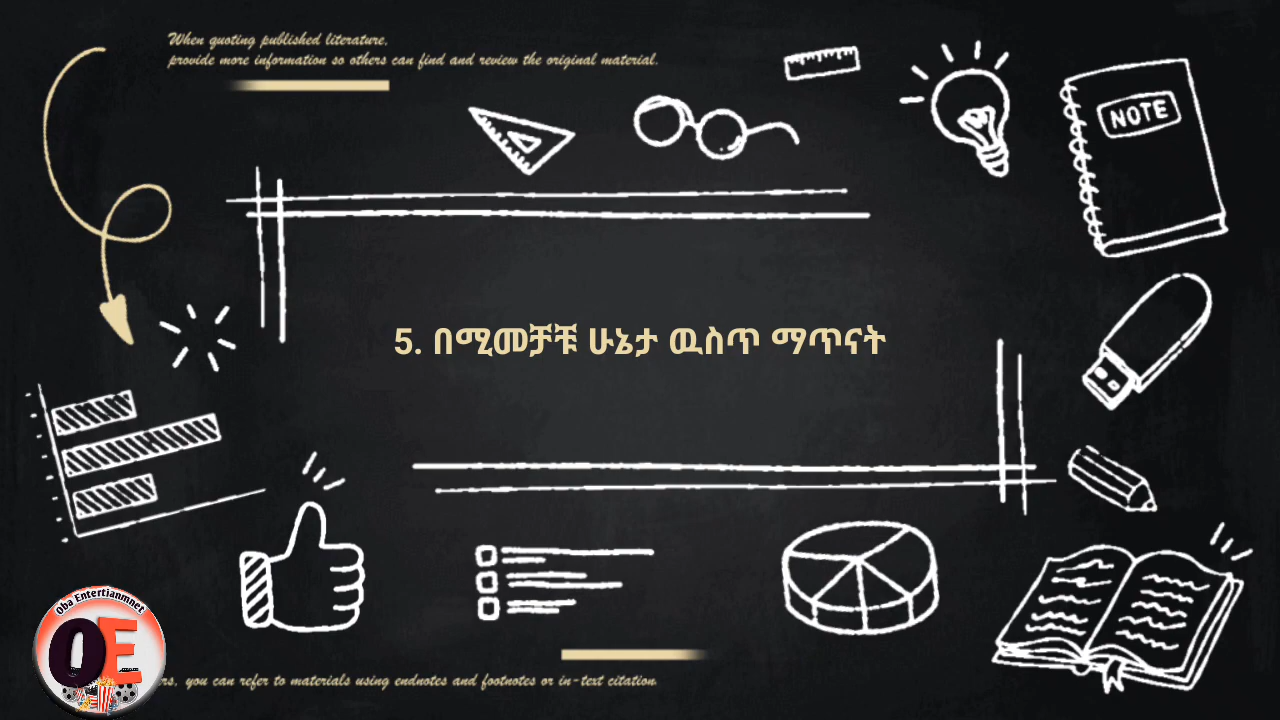 When quoting published literature,
provide more information so others can find and review the original material.
NOTE
5. በሚመቻቹ ሁኔታ ዉስጥ ማጥናት
Oba Entertianmnet
OE
you can refer to materials using endnotes and footnotes or in-text citation.